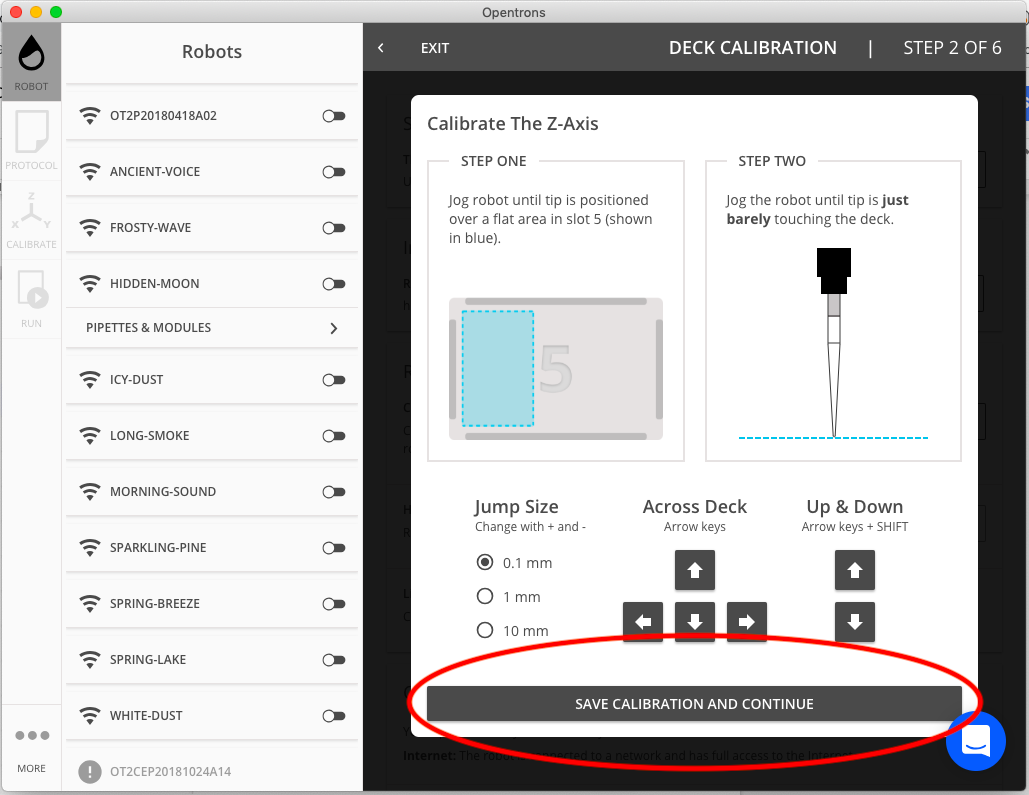 Opentrons
ROBOT
PROTOCOL
Z
X Y
CALIBRATE
RUN
MORE
Robots
OT2P20180418A02
ANCIENT-VOICE
FROSTY-WAVE
HIDDEN-MOON
PIPETTES & MODULES
ICY-DUST
LONG-SMOKE
MORNING-SOUND
SPARKLING-PINE
SPRING-BREEZE
SPRING-LAKE
WHITE-DUST
OT2CEP20181024A14
EXIT
DECK CALIBRATION | STEP 2 OF 6
Calibrate The Z-Axis
STEP ONE
Jog robot until tip is positioned
over a flat area in slot 5 (shown
in blue).
5
STEP TWO
Jog the robot until tip is just
barely touching the deck.
Jump Size
Change with + and -
0.1 mm
1 mm
10 mm
Across Deck
Arrow keys
Up & Down
Arrow keys + SHIFT
SAVE CALIBRATION AND CONTINUE
Internet: The robot is connected to a network and has full access to the Internet